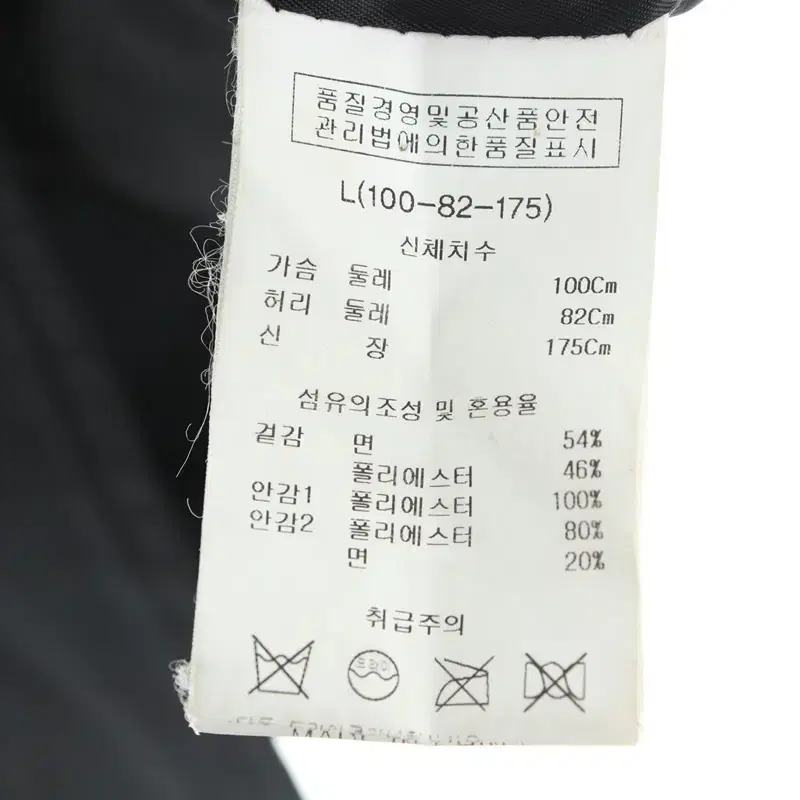 품질경영및공산품안전
관리법에의한품질표시
L(100-82-175)
신체치수
가슴 둘레 100Cm
허리 둘레 82Cm
신 장 175Cm
섬유의조성 및 혼용율
겉감 면 54%
폴리에스터 46%
안감1 폴리에스터 100%
안감2 폴리에스터 80%
면 20%
취급주의
드라이